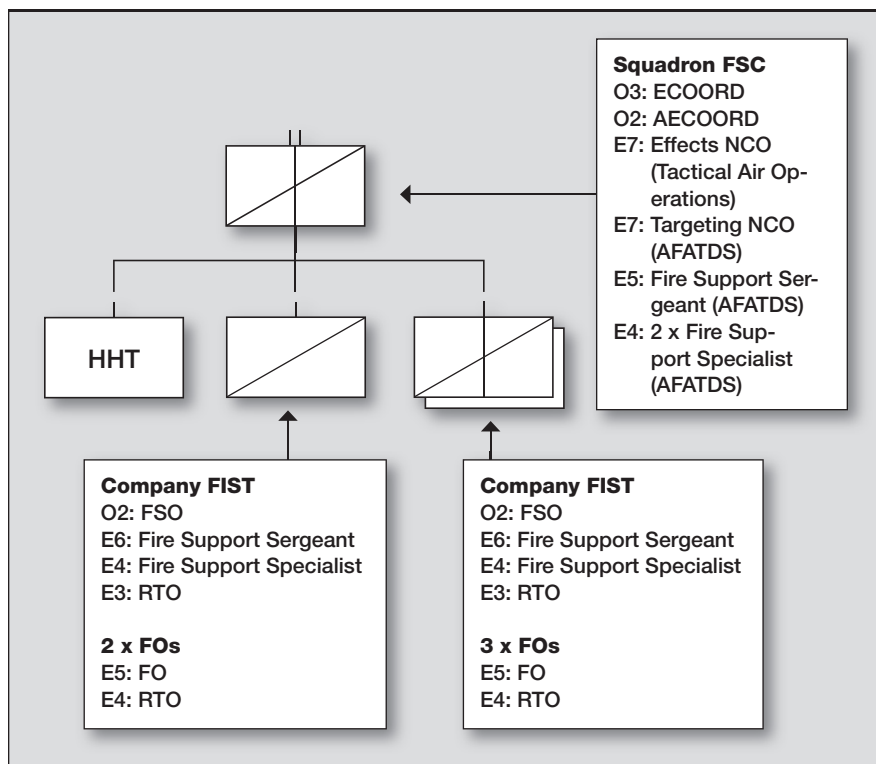 Squadron FSC
O3: ECOORD
O2: AECOORD
E7: Effects NCO
(Tactical Air Op-
erations)
E7: Targeting NCO
(AFATDS)
E5: Fire Support Ser-
geant (AFATDS)
E4: 2 x Fire Sup-
port Specialist
(AFATDS)
HHT
Company FIST
O2: FSO
E6: Fire Support Sergeant
E4: Fire Support Specialist
E3: RTO
2 x FOs
E5: FO
E4: RTO
Company FIST
O2: FSO
E6: Fire Support Sergeant
E4: Fire Support Specialist
E3: RTO
3 x FOs
E5: FO
E4: RTO